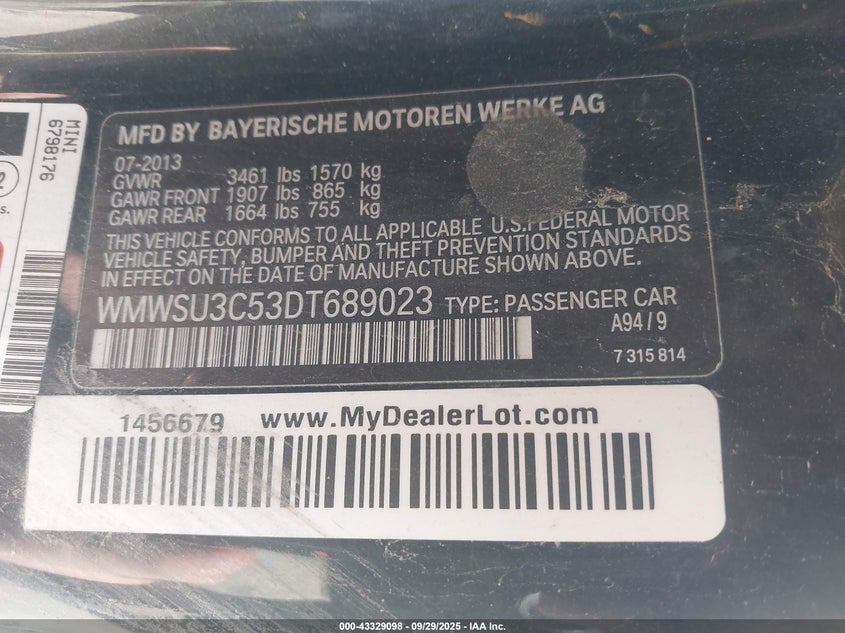 MINI
6798176
2
s.
MFD BY BAYERISCHE MOTOREN WERKE AG
07-2013
GVWR 3461 lbs 1570 kg
GAWR FRONT 1907 lbs 865 kg
GAWR REAR 1664 lbs 755 kg
THIS VEHICLE CONFORMS TO ALL APPLICABLE U.S.FEDERAL MOTOR
VEHICLE SAFETY, BUMPER AND THEFT PREVENTION STANDARDS
IN EFFECT ON THE DATE OF MANUFACTURE SHOWN ABOVE.
WMWSU3C53DT689023 TYPE: PASSENGER CAR
A94/9
7 315 814
1456679 www.MyDealerLot.com
000-43329098 - 09/29/2025 - IAA Inc.